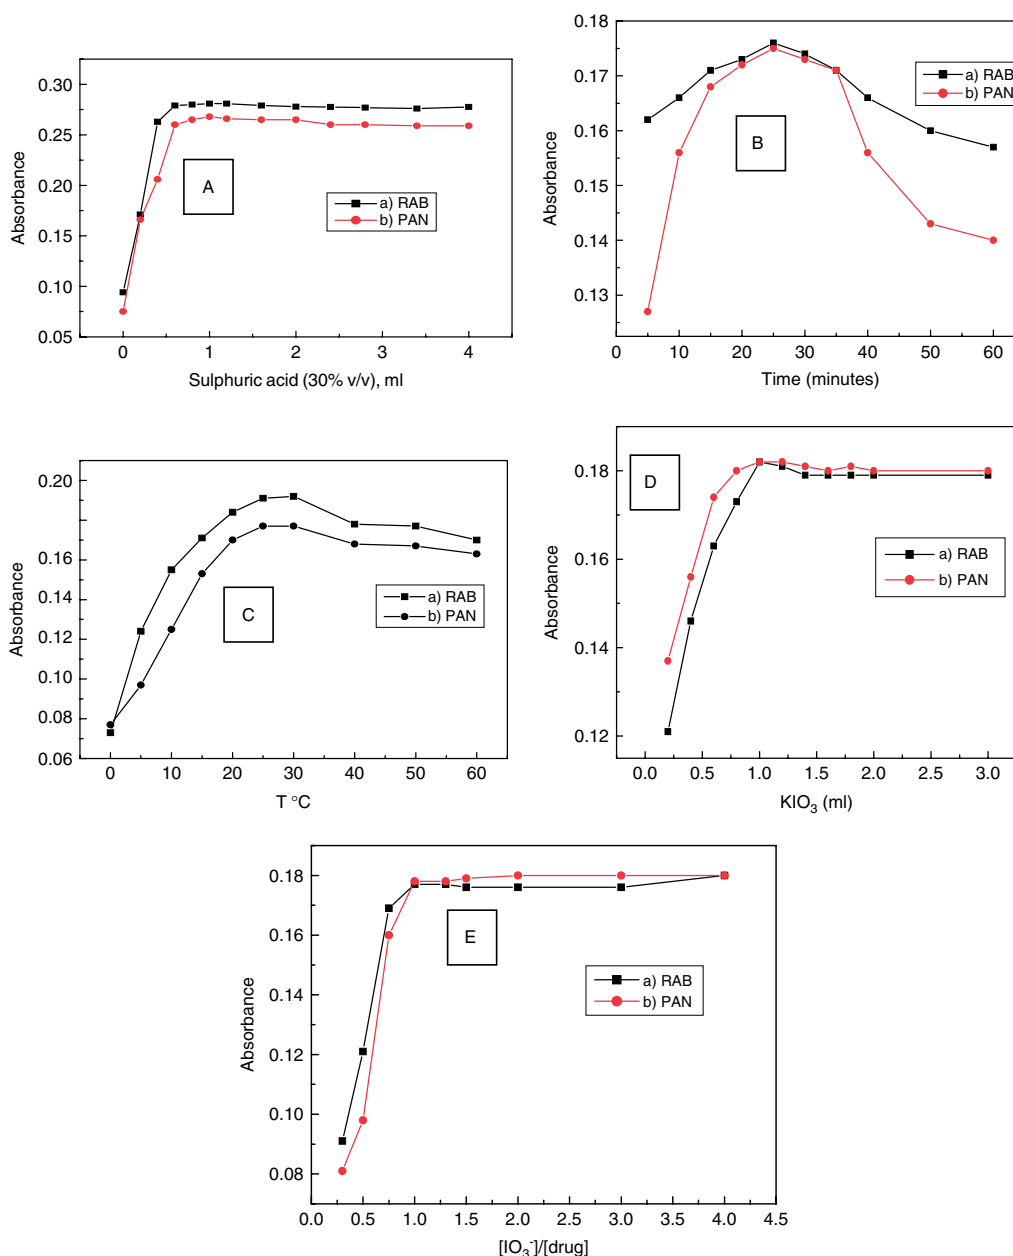 0.30
0.25
0.20
0.15
0.10
0.05
Absorbance
A
a) RAB
b) PAN
0 1 2 3 4
Sulphuric acid (30% v/v), ml
0.18
0.17
0.16
0.15
0.14
0.13
Absorbance
B
a) RAB
b) PAN
0 10 20 30 40 50 60
Time (minutes)
0.20
0.18
0.16
0.14
0.12
0.10
0.08
0.06
Absorbance
C
a) RAB
b) PAN
0 10 20 30 40 50 60
T °C
0.18
0.16
0.14
0.12
Absorbance
D
a) RAB
b) PAN
0.0 0.5 1.0 1.5 2.0 2.5 3.0
KIO₃ (ml)
0.18
0.16
0.14
0.12
0.10
0.08
Absorbance
E
a) RAB
b) PAN
0.0 0.5 1.0 1.5 2.0 2.5 3.0 3.5 4.0 4.5
[IO₃⁻]/[drug]